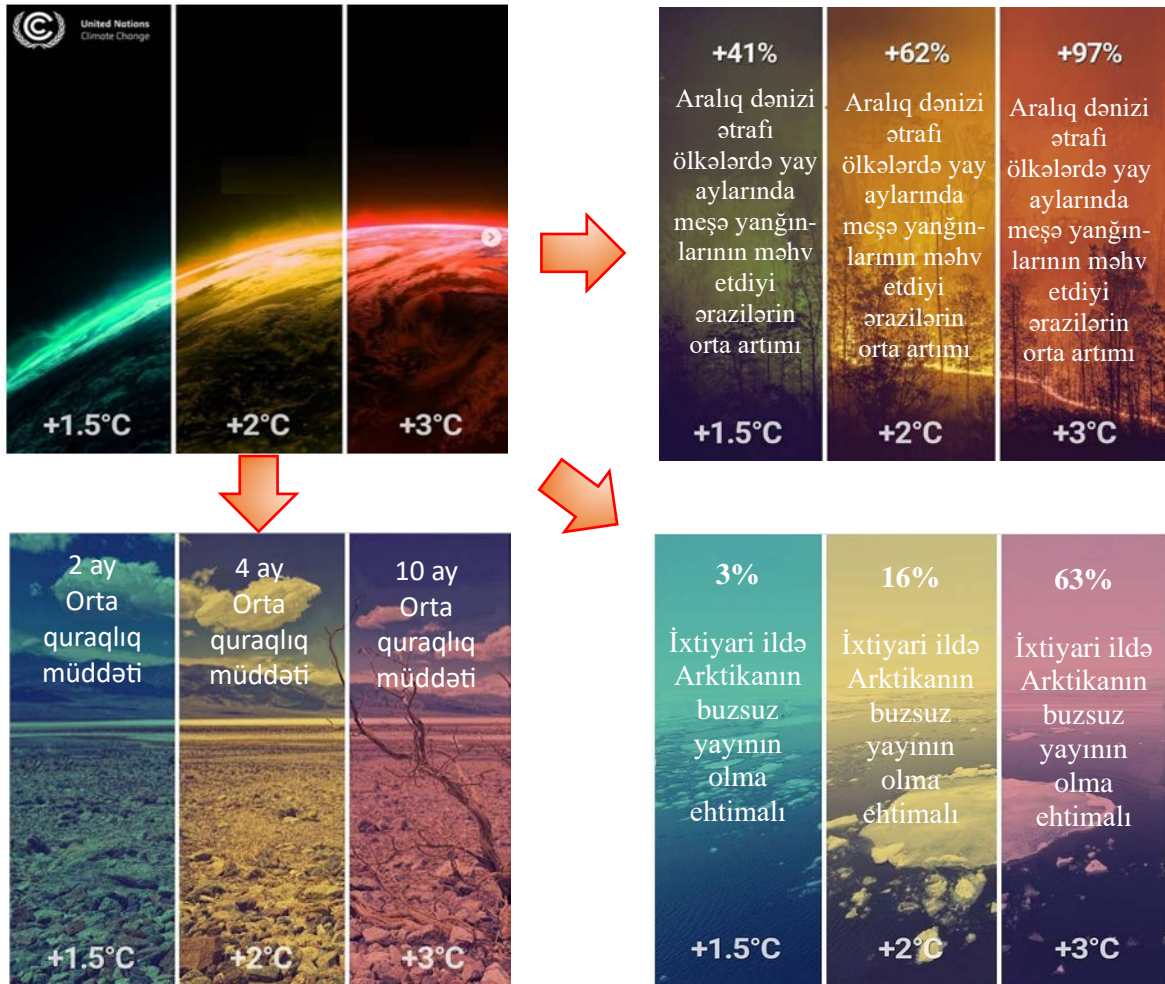 United Nations
Climate Change
+1.5°C
+2°C
+3°C
+41%
Aralıq dənizi
ətrafı
ölkələrdə yay
aylarında
meşə yanğın-
larının məhv
etdiyi
ərazilərin
orta artımı
+1.5°C
+62%
Aralıq dənizi
ətrafı
ölkələrdə yay
aylarında
meşə yanğın-
larının məhv
etdiyi
ərazilərin
orta artımı
+2°C
+97%
Aralıq dənizi
ətrafı
ölkələrdə yay
aylarında
meşə yanğın-
larının məhv
etdiyi
ərazilərin
orta artımı
+3°C
2 ay
Orta
quraqlıq
müddəti
+1.5°C
4 ay
Orta
quraqlıq
müddəti
+2°C
10 ay
Orta
quraqlıq
müddəti
+3°C
3%
İxtiyari ildə
Arktikanın
buzsuz
yayının
olma
ehtimalı
+1.5°C
16%
İxtiyari ildə
Arktikanın
buzsuz
yayının
olma
ehtimalı
+2°C
63%
İxtiyari ildə
Arktikanın
buzsuz
yayının
olma
ehtimalı
+3°C